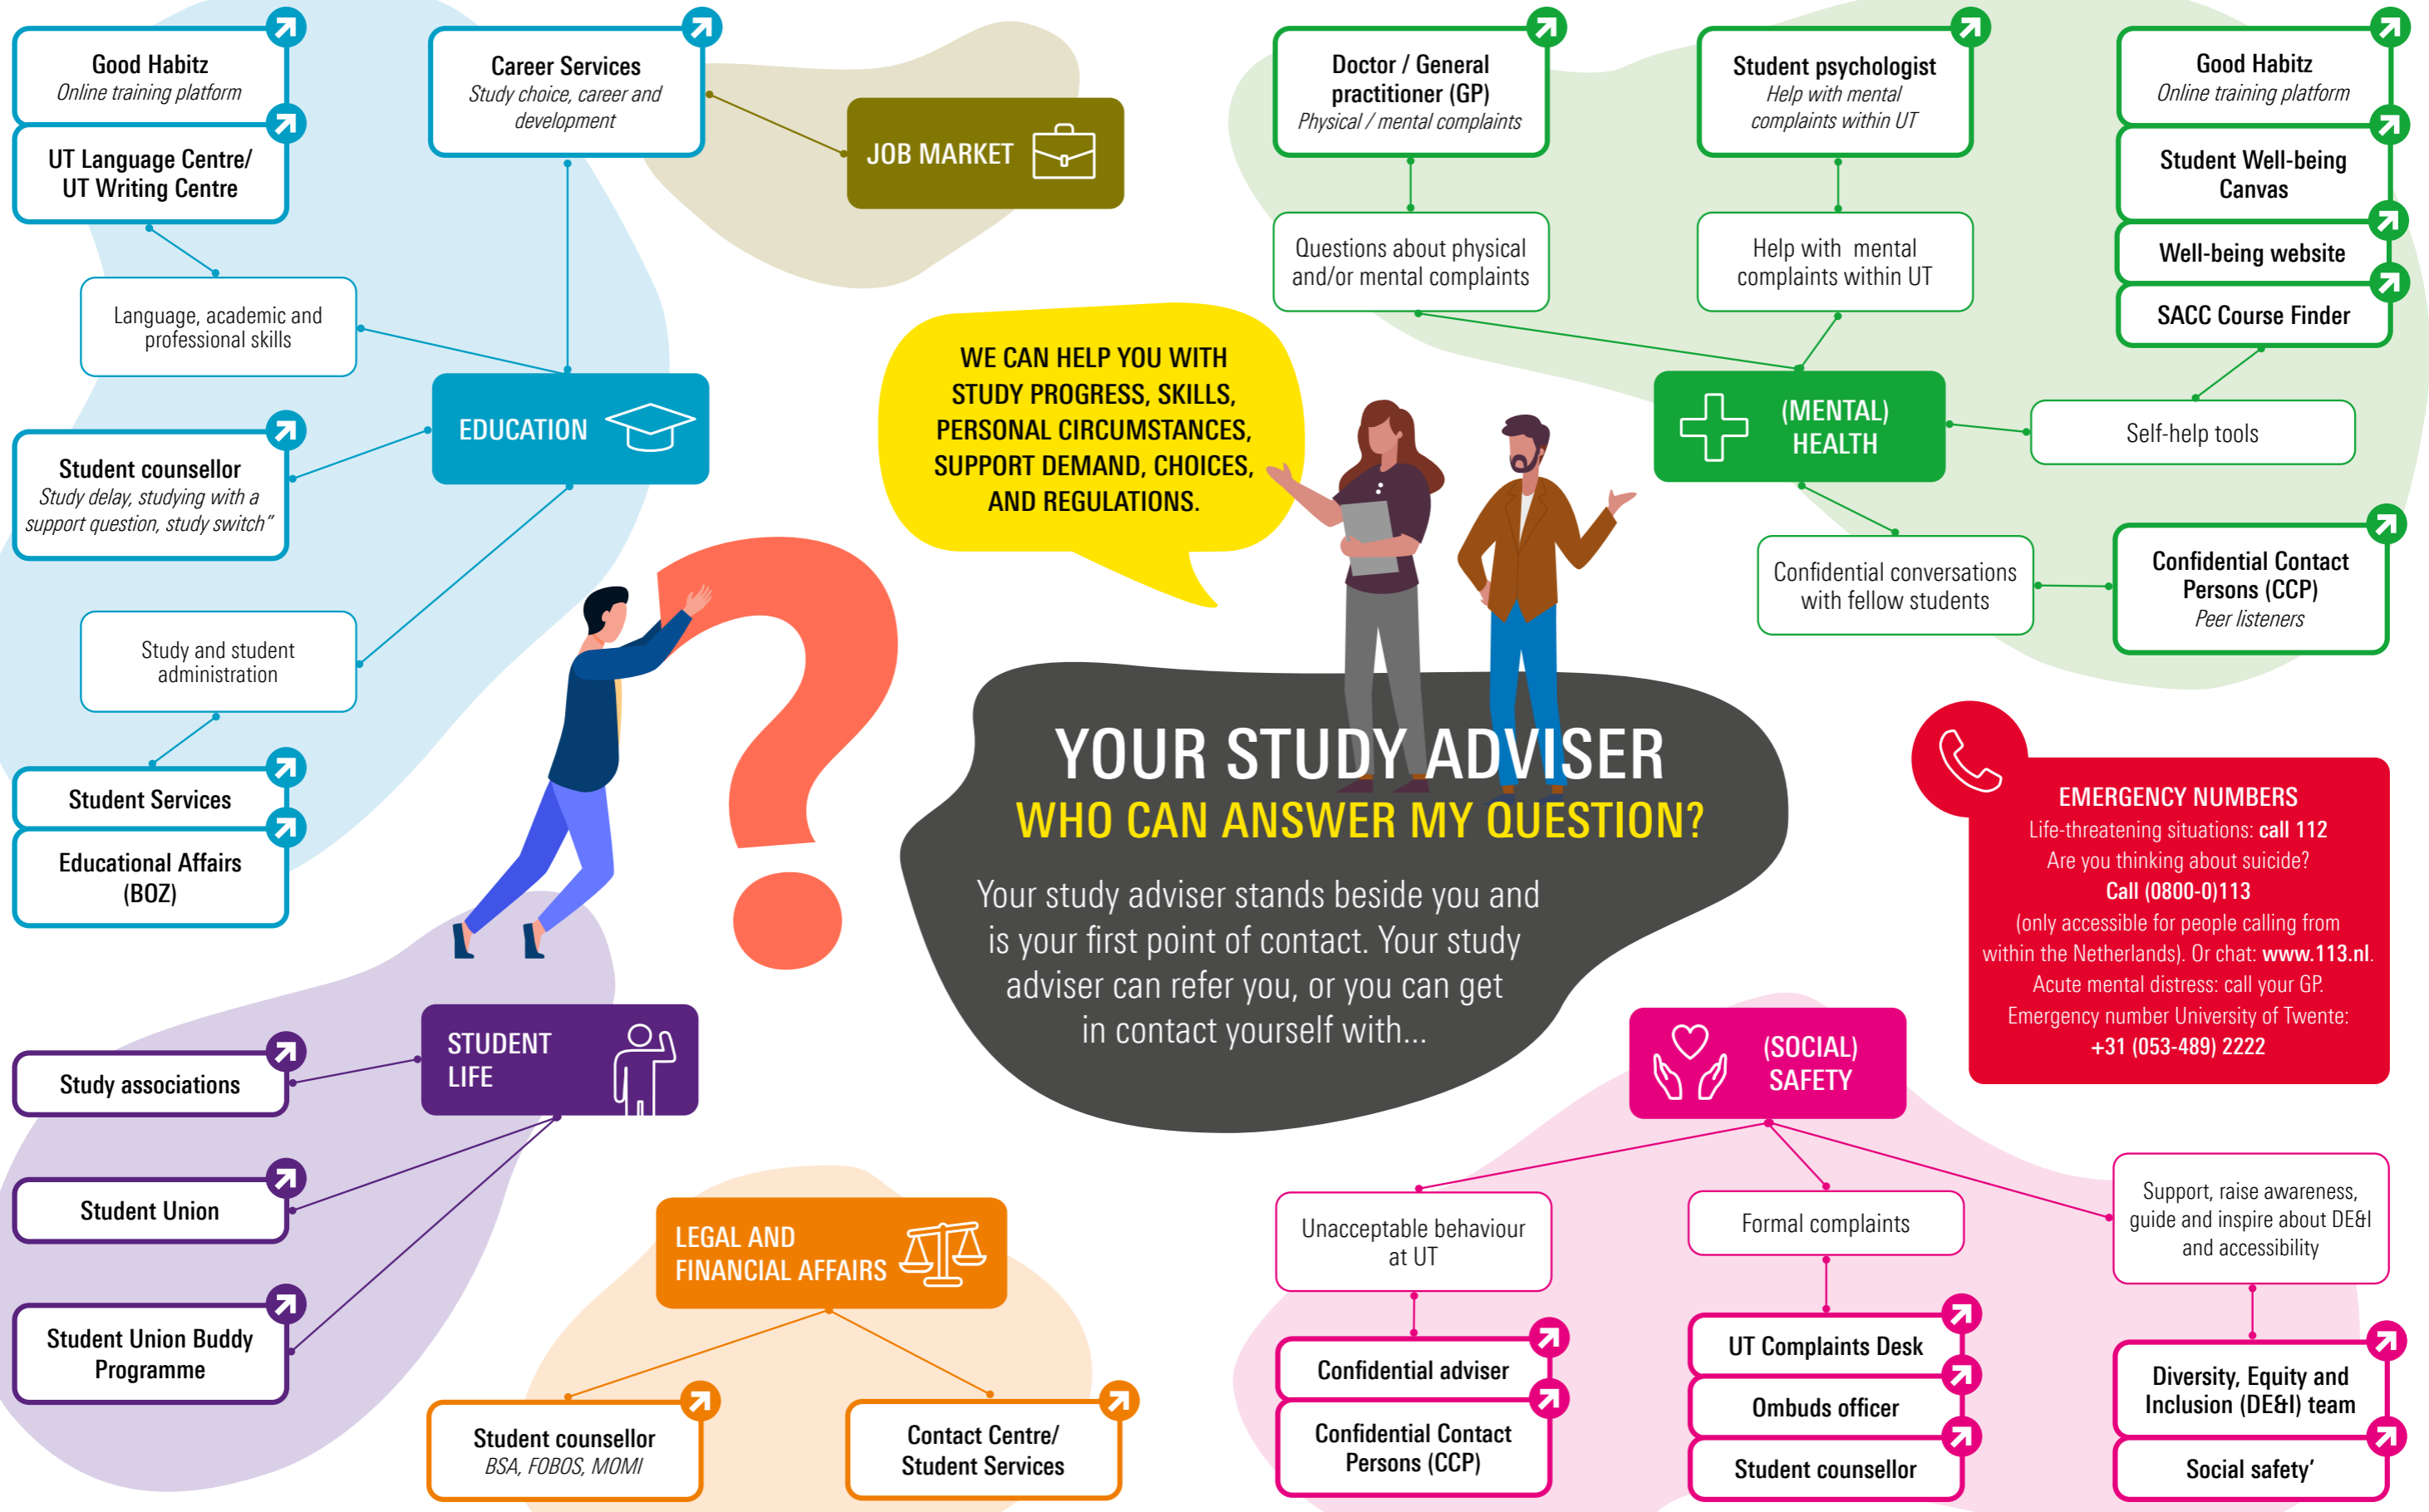 Good Habitz
Online training platform
UT Language Centre/
UT Writing Centre
Language, academic and
professional skills
Career Services
Study choice, career and
development
JOB MARKET
EDUCATION
Student counsellor
Study delay, studying with a
support question, study switch”
Study and student
administration
Student Services
Educational Affairs
(BOZ)
WE CAN HELP YOU WITH
STUDY PROGRESS, SKILLS,
PERSONAL CIRCUMSTANCES,
SUPPORT DEMAND, CHOICES,
AND REGULATIONS.
Doctor / General
practitioner (GP)
Physical / mental complaints
Questions about physical
and/or mental complaints
Student psychologist
Help with mental
complaints within UT
Help with mental
complaints within UT
Good Habitz
Online training platform
Student Well-being
Canvas
Well-being website
SACC Course Finder
(MENTAL)
HEALTH
Self-help tools
Confidential conversations
with fellow students
Confidential Contact
Persons (CCP)
Peer listeners
YOUR STUDY ADVISER
WHO CAN ANSWER MY QUESTION?
Your study adviser stands beside you and
is your first point of contact. Your study
adviser can refer you, or you can get
in contact yourself with...
EMERGENCY NUMBERS
Life-threatening situations: call 112
Are you thinking about suicide?
Call (0800-0)113
(only accessible for people calling from
within the Netherlands). Or chat: www.113.nl.
Acute mental distress: call your GP.
Emergency number University of Twente:
+31 (053-489) 2222
STUDENT
LIFE
Study associations
Student Union
Student Union Buddy
Programme
LEGAL AND
FINANCIAL AFFAIRS
Student counsellor
BSA, FOBOS, MOMI
Contact Centre/
Student Services
(SOCIAL)
SAFETY
Unacceptable behaviour
at UT
Confidential adviser
Confidential Contact
Persons (CCP)
Formal complaints
UT Complaints Desk
Ombuds officer
Student counsellor
Support, raise awareness,
guide and inspire about DE&I
and accessibility
Diversity, Equity and
Inclusion (DE&I) team
Social safety’